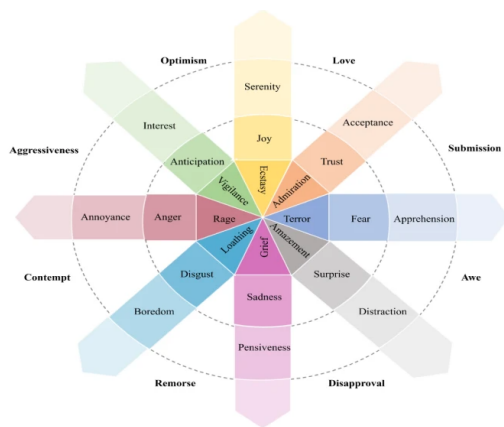 Optimism
Love
Serenity
Interest
Acceptance
Aggressiveness
Submission
Joy
Anticipation
Trust
Vigilance
Ecstasy
Admiration
Annoyance
Anger
Rage
Terror
Fear
Apprehension
Loathing
Grief
Amazement
Disgust
Surprise
Contempt
Awe
Sadness
Boredom
Distraction
Pensiveness
Remorse
Disapproval